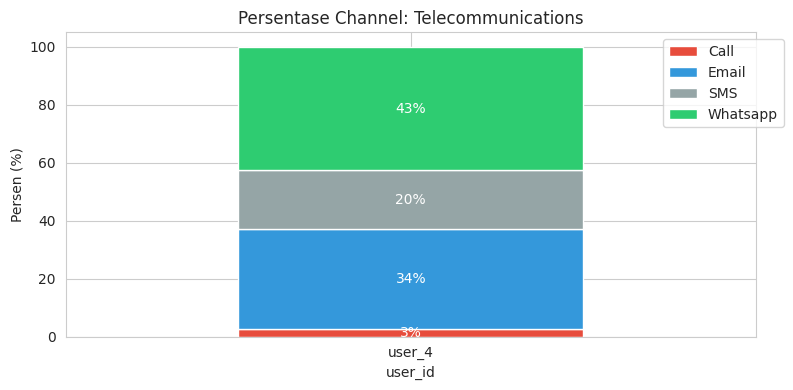 Persentase Channel: Telecommunications
Persen (%)
100
80
60
40
20
0
43%
20%
34%
3%
user_4
user_id
Call
Email
SMS
Whatsapp